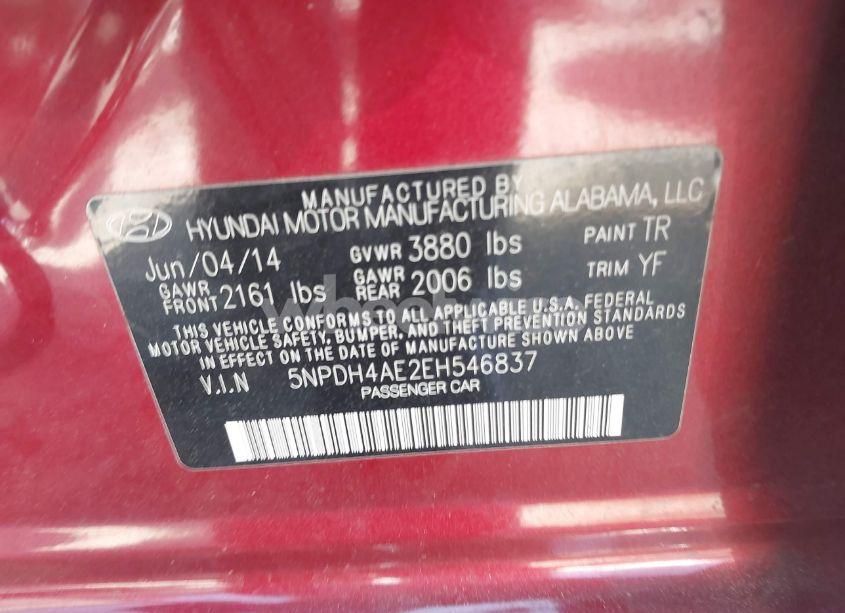 MANUFACTURED BY
HYUNDAI MOTOR MANUFACTURING ALABAMA, LLC
Jun/04/14 GVWR 3880 lbs PAINT TR
GAWR FRONT 2161 lbs GAWR REAR 2006 lbs TRIM YF
THIS VEHICLE CONFORMS TO ALL APPLICABLE U.S.A. FEDERAL
MOTOR VEHICLE SAFETY, BUMPER, AND THEFT PREVENTION STANDARDS
IN EFFECT ON THE DATE OF MANUFACTURE SHOWN ABOVE
V.I.N 5NPDH4AE2EH546837
PASSENGER CAR